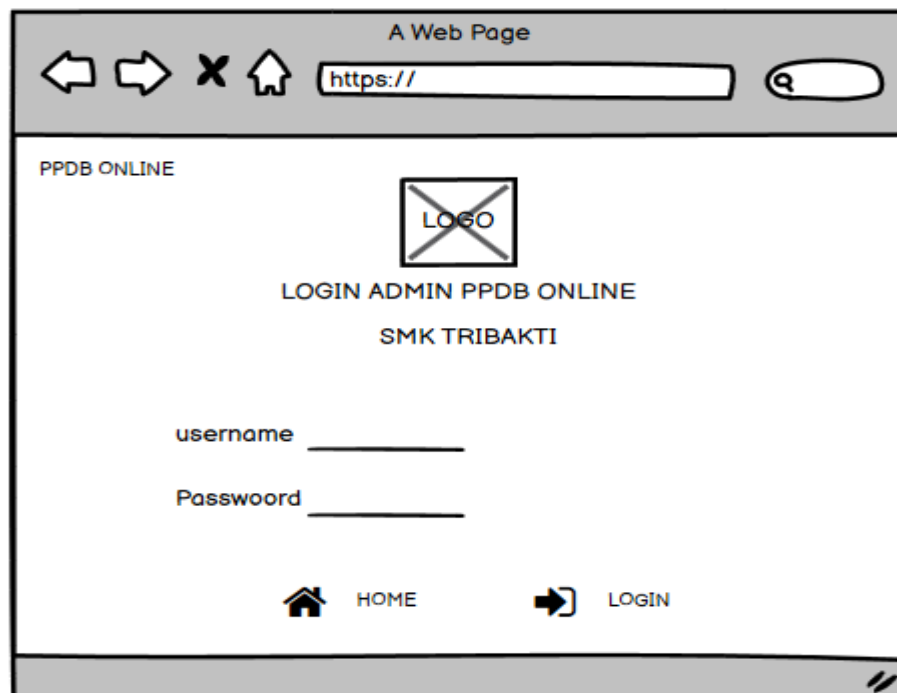 A Web Page
https://
PPDB ONLINE
LOGO
LOGIN ADMIN PPDB ONLINE
SMK TRIBAKTI
username
Passwoord
HOME
LOGIN